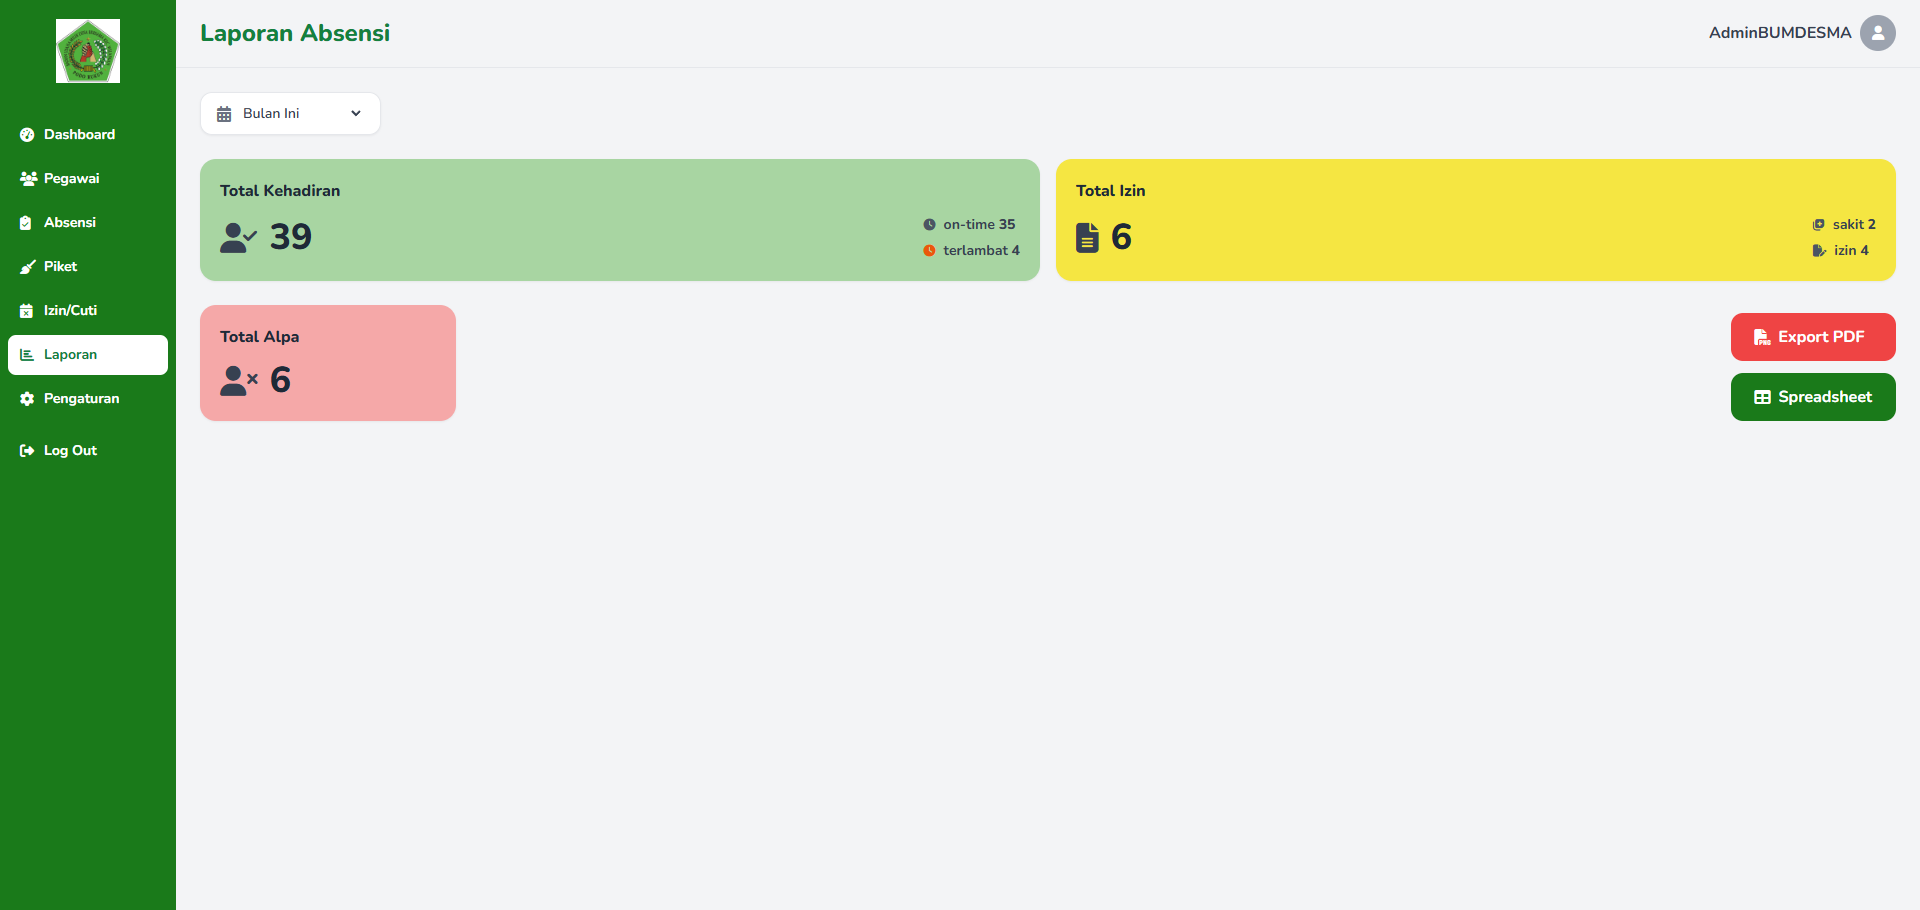 Laporan Absensi
AdminBUMDESMA
Dashboard
Pegawai
Absensi
Piket
Izin/Cuti
Laporan
Pengaturan
Log Out
Bulan Ini
Total Kehadiran
39
on-time 35
terlambat 4
Total Izin
6
sakit 2
izin 4
Total Alpa
6
Export PDF
Spreadsheet